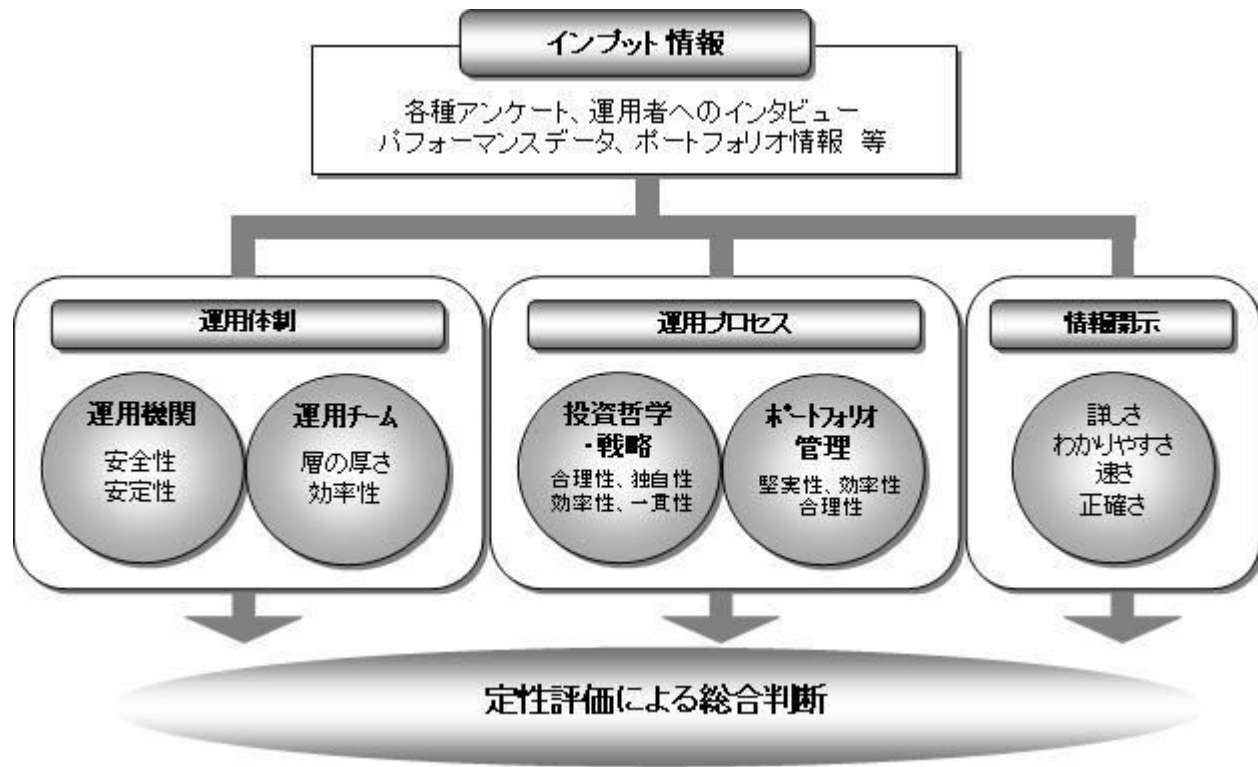 インプット情報
各種アンケート、運用者へのインタビュー
パフォーマンスデータ、ポートフォリオ情報 等
運用体制
運用機関
安全性
安定性
運用チーム
層の厚さ
効率性
運用プロセス
投資哲学
・戦略
合理性、独自性
効率性、一貫性
ポートフォリオ
管理
堅実性、効率性
合理性
情報開示
詳しさ
わかりやすさ
速さ
正確さ
定性評価による総合判断